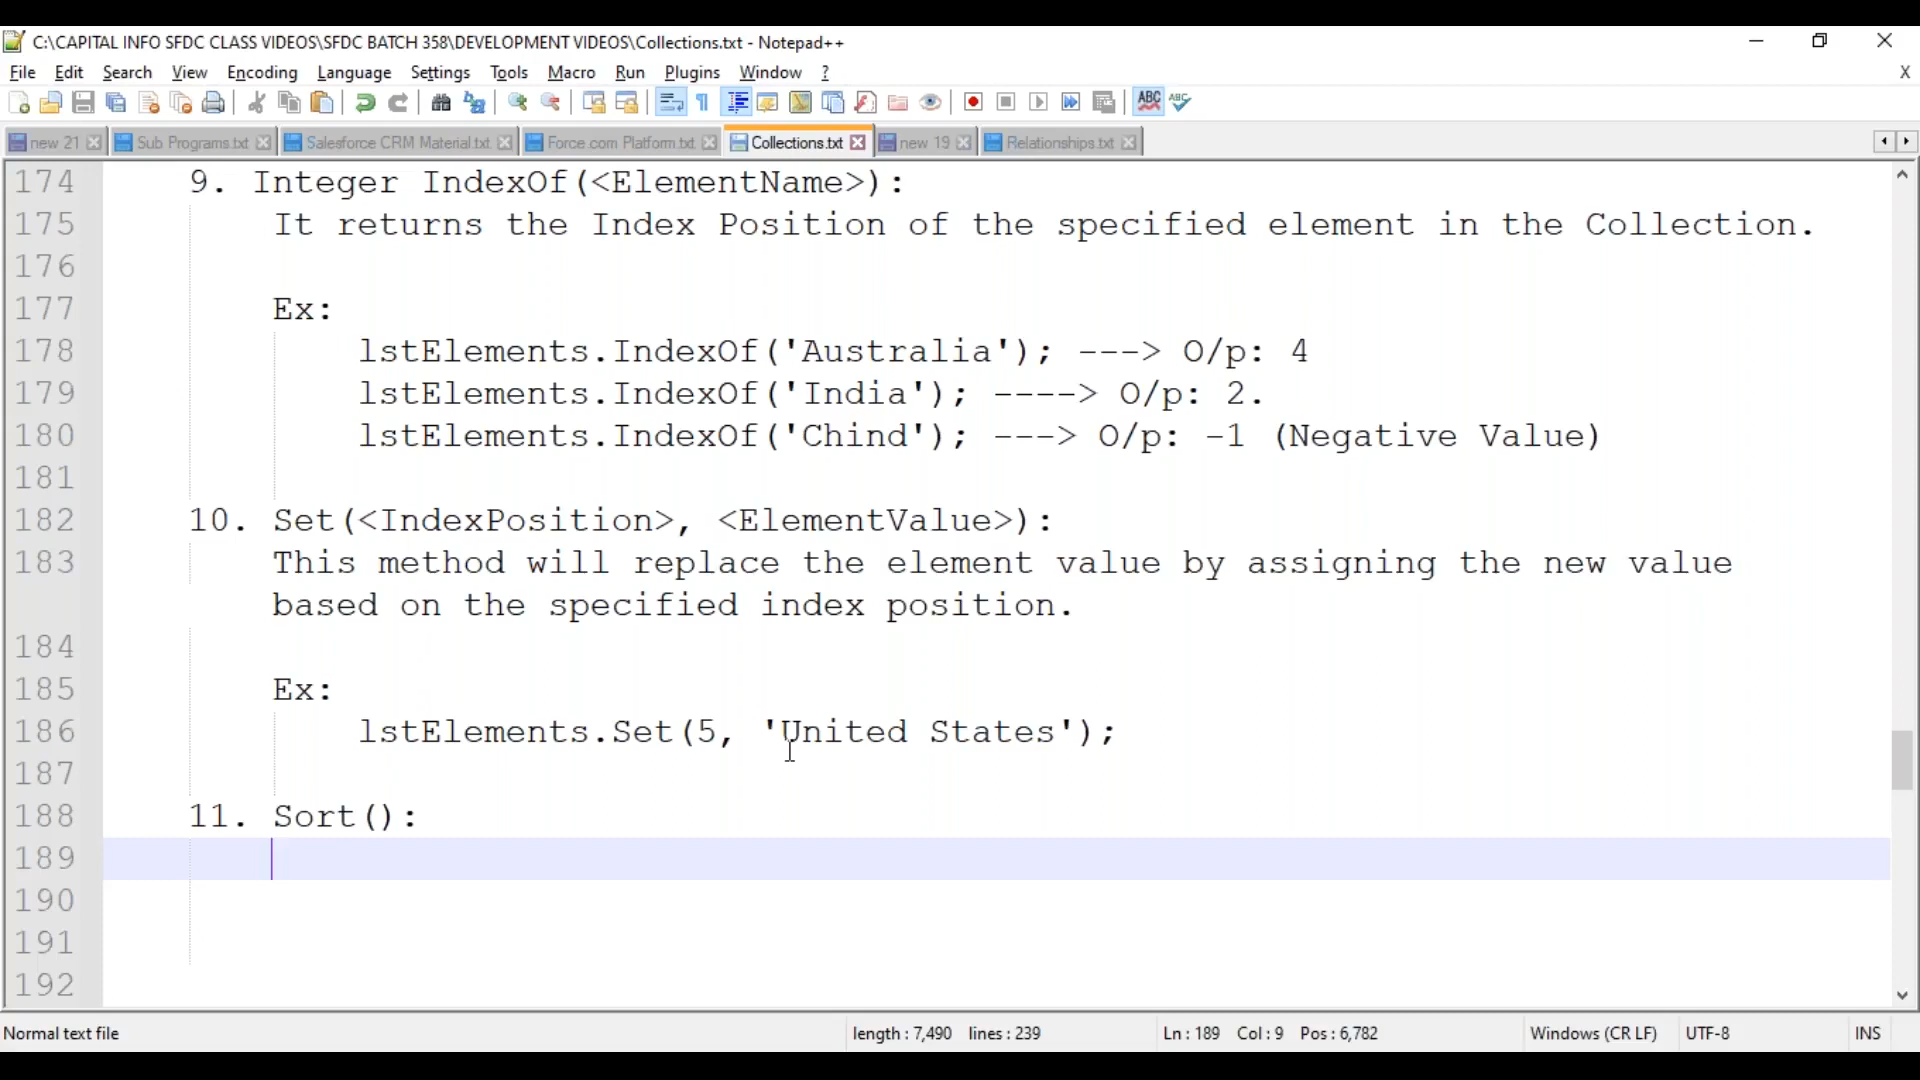 C:\CAPITAL INFO SFDC CLASS VIDEOS\SFDC BATCH 358\DEVELOPMENT VIDEOS\Collections.txt - Notepad++
File Edit Search View Encoding Language Settings Tools Macro Run Plugins Window ? X
new 21 Sub Programs.txt Salesforce CRM Material.txt Force.com Platform.txt Collections.txt new 19 Relationships.txt
174 9. Integer IndexOf(<ElementName>):
175 It returns the Index Position of the specified element in the Collection.
176
177 Ex:
178 lstElements.IndexOf('Australia'); ---> O/p: 4
179 lstElements.IndexOf('India'); ----> O/p: 2.
180 lstElements.IndexOf('Chind'); ---> O/p: -1 (Negative Value)
181
182 10. Set(<IndexPosition>, <ElementValue>):
183 This method will replace the element value by assigning the new value
based on the specified index position.
184
185 Ex:
186 lstElements.Set(5, 'United States');
187
188 11. Sort():
189
190
191
192
Normal text file length : 7,490 lines : 239 Ln : 189 Col : 9 Pos : 6,782 Windows (CR LF) UTF-8 INS